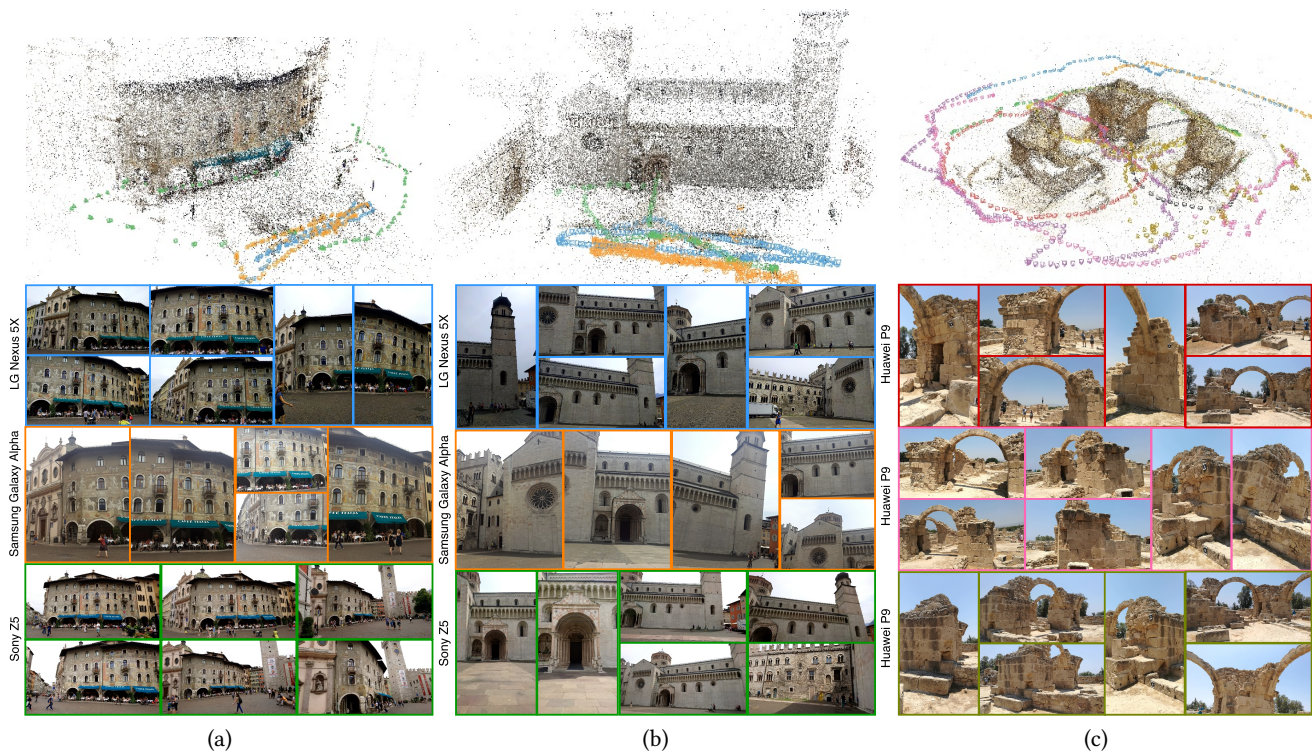 LG Nexus 5X
Samsung Galaxy Alpha
Sony Z5
(a)
LG Nexus 5X
Samsung Galaxy Alpha
Sony Z5
(b)
Huawei P9
Huawei P9
Huawei P9
(c)